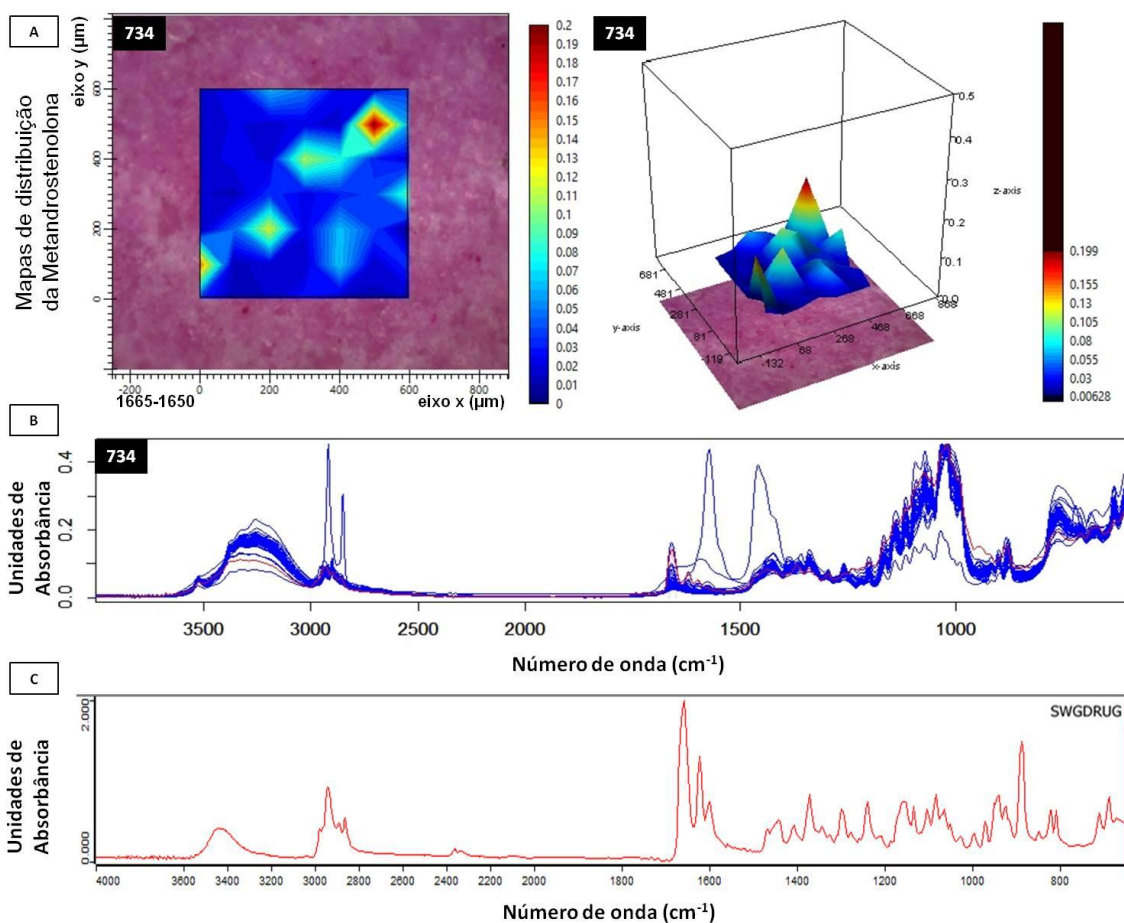 A
Mapas de distribuição
da Metandrostenolona
734
eixo y (µm)
600
400
200
0
-200 0 200 400 600 800
1665-1650
eixo x (µm)
0.2
0.19
0.18
0.17
0.16
0.15
0.14
0.13
0.12
0.11
0.1
0.09
0.08
0.07
0.06
0.05
0.04
0.03
0.02
0.01
0
734
0.5
0.4
0.3
z-axis
0.2
0.1
0.0
681
481
281
81
-119
y-axis
-132
68
268
468
668
868
x-axis
0.199
0.155
0.13
0.105
0.08
0.055
0.03
0.00628
B
734
Unidades de
Absorbância
0.4
0.2
0.0
3500 3000 2500 2000 1500 1000
Número de onda (cm-1)
C
SWGDRUG
Unidades de
Absorbância
2.000
0.000
4000 3600 3200 2800 2400 2200 2000 1800 1600 1400 1200 1000 800
Número de onda (cm-1)